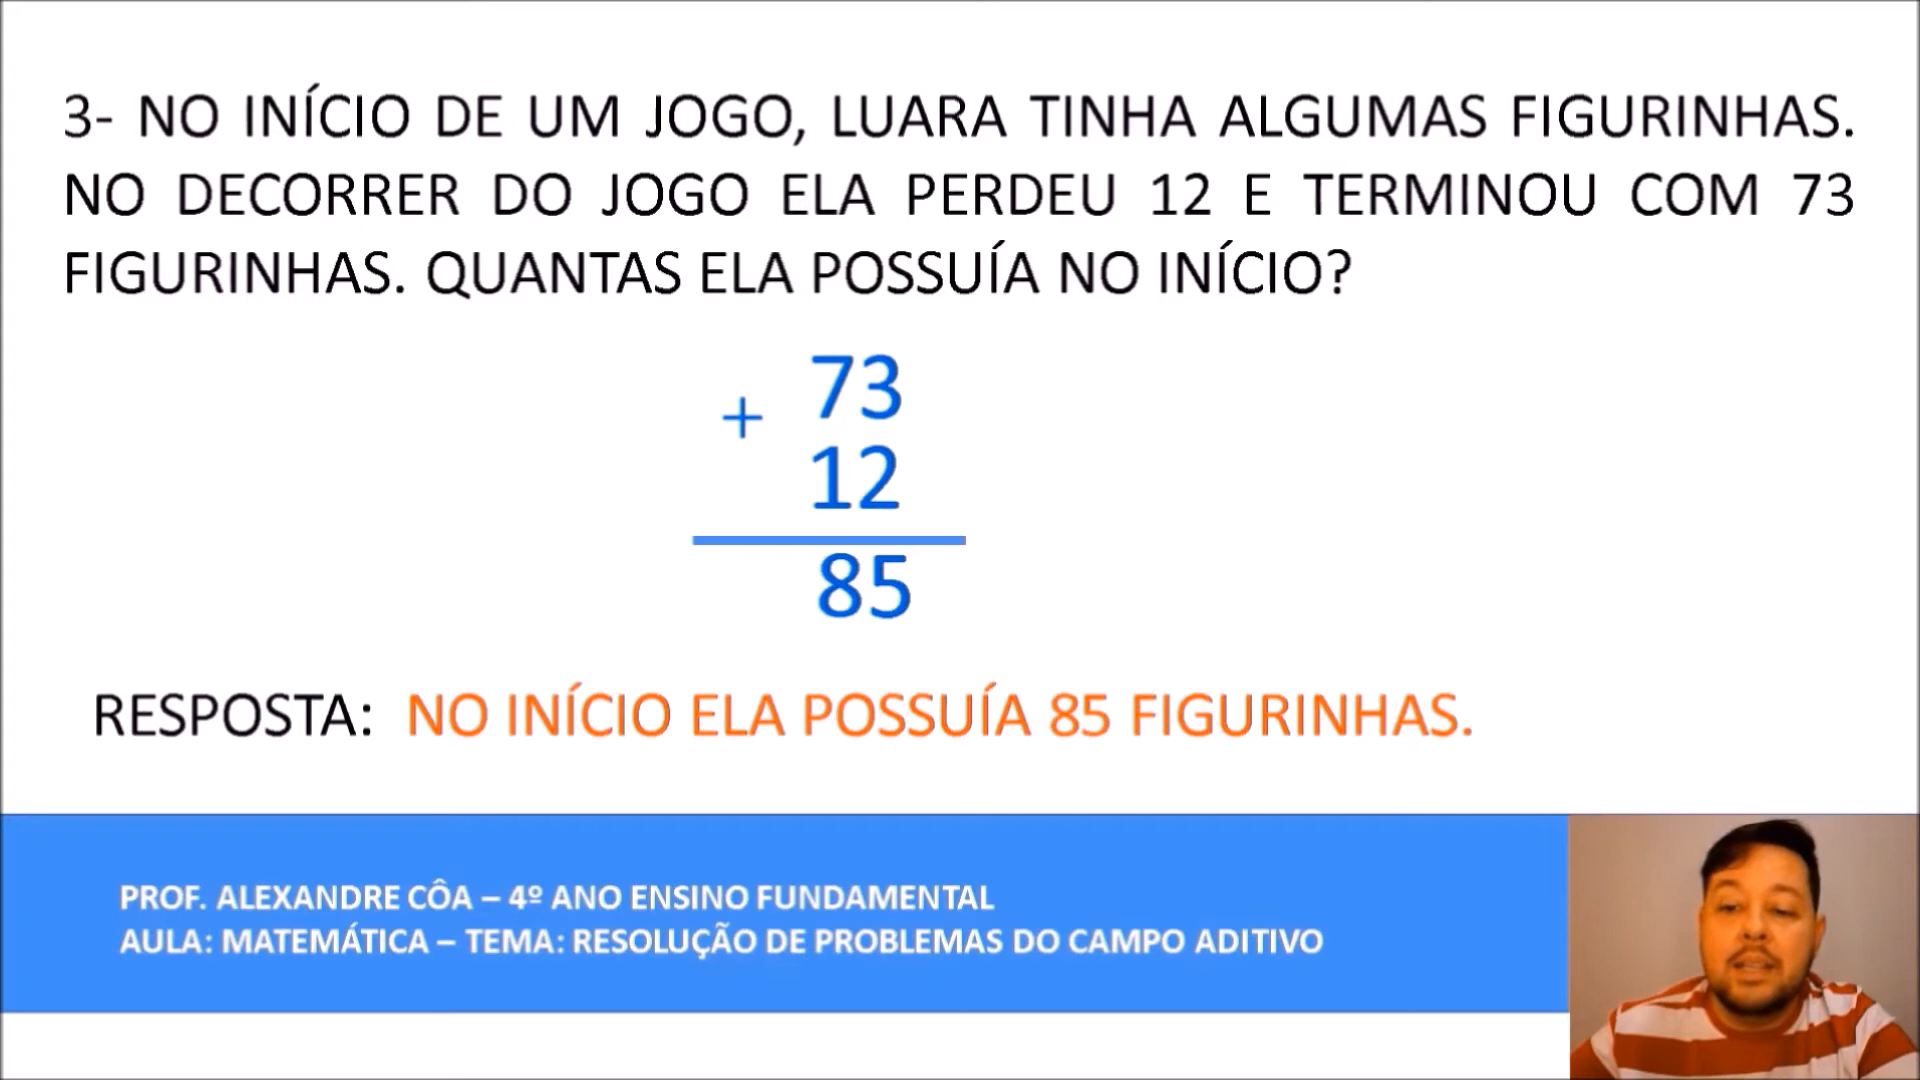 3- NO INÍCIO DE UM JOGO, LUARA TINHA ALGUMAS FIGURINHAS.
NO DECORRER DO JOGO ELA PERDEU 12 E TERMINOU COM 73
FIGURINHAS. QUANTAS ELA POSSUÍA NO INÍCIO?
+ 73
12
85
RESPOSTA: NO INÍCIO ELA POSSUÍA 85 FIGURINHAS.
PROF. ALEXANDRE CÔA – 4º ANO ENSINO FUNDAMENTAL
AULA: MATEMÁTICA – TEMA: RESOLUÇÃO DE PROBLEMAS DO CAMPO ADITIVO